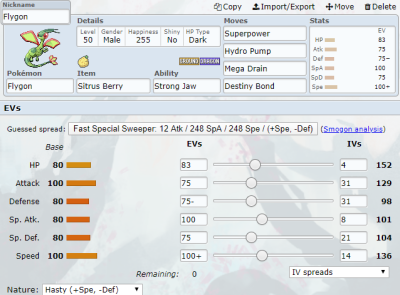 Nickname
Flygon
Copy Import/Export Move Delete
Details
Level Gender Happiness Shiny HP Type
50 Male 255 No Dark
GROUND DRAGON
Pokémon
Flygon
Item
Sitrus Berry
Ability
Strong Jaw
Moves
Superpower
Hydro Pump
Mega Drain
Destiny Bond
Stats
EV
HP 83
Atk 75
Def 75−
SpA 100
SpD 75
Spe 100+
EVs
Guessed spread: Fast Special Sweeper: 12 Atk / 248 SpA / 248 Spe / (+Spe, -Def) (Smogon analysis)
Base EVs IVs
HP 80 83 4 152
Attack 100 75 31 129
Defense 80 75- 31 98
Sp. Atk. 80 100 8 101
Sp. Def. 80 75 21 104
Speed 100 100+ 14 136
Remaining: 0 IV spreads
Nature: Hasty (+Spe, -Def)